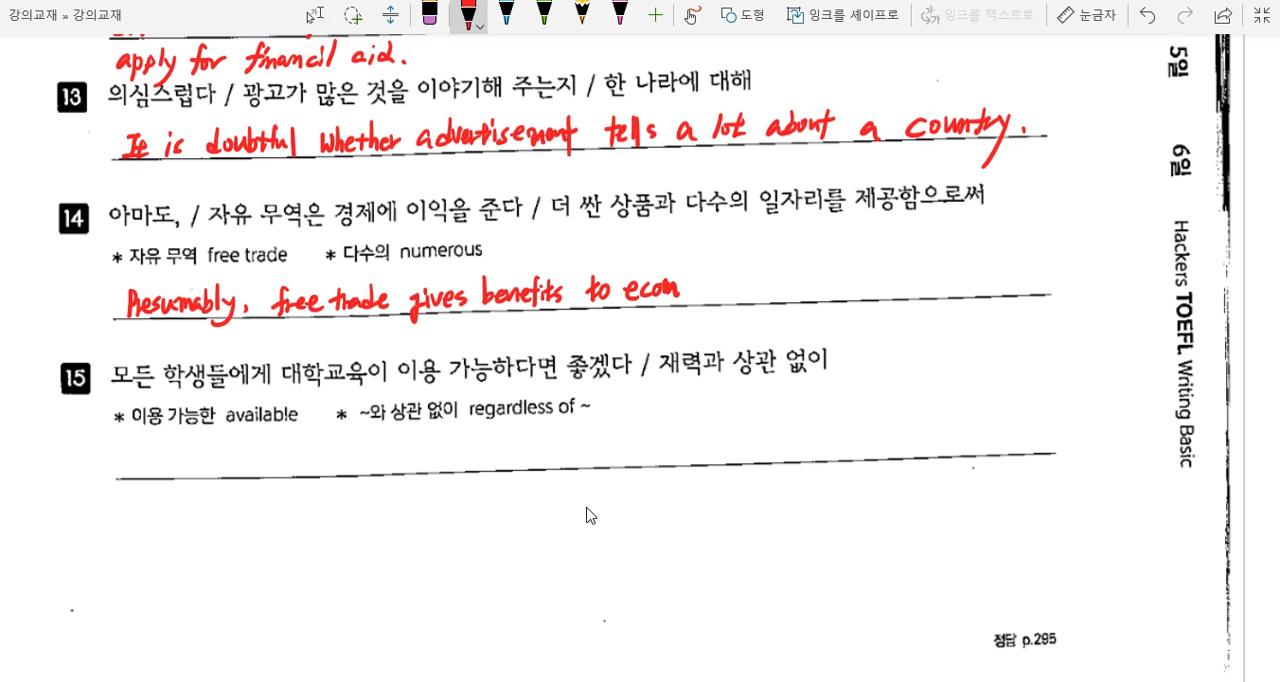 강의교재 » 강의교재
도형
잉크를 셰이프로
잉크를 텍스트로
눈금자
apply for financil aid.
13 의심스럽다 / 광고가 많은 것을 이야기해 주는지 / 한 나라에 대해
It is doubtful whether advertisement tells a lot about a country.
14 아마도, / 자유 무역은 경제에 이익을 준다 / 더 싼 상품과 다수의 일자리를 제공함으로써
* 자유 무역 free trade * 다수의 numerous
Presumably, free trade gives benefits to econ
15 모든 학생들에게 대학교육이 이용 가능하다면 좋겠다 / 재력과 상관 없이
* 이용 가능한 available * ~와 상관 없이 regardless of ~
정답 p.295
5일
6일
Hackers TOEFL Writing Basic